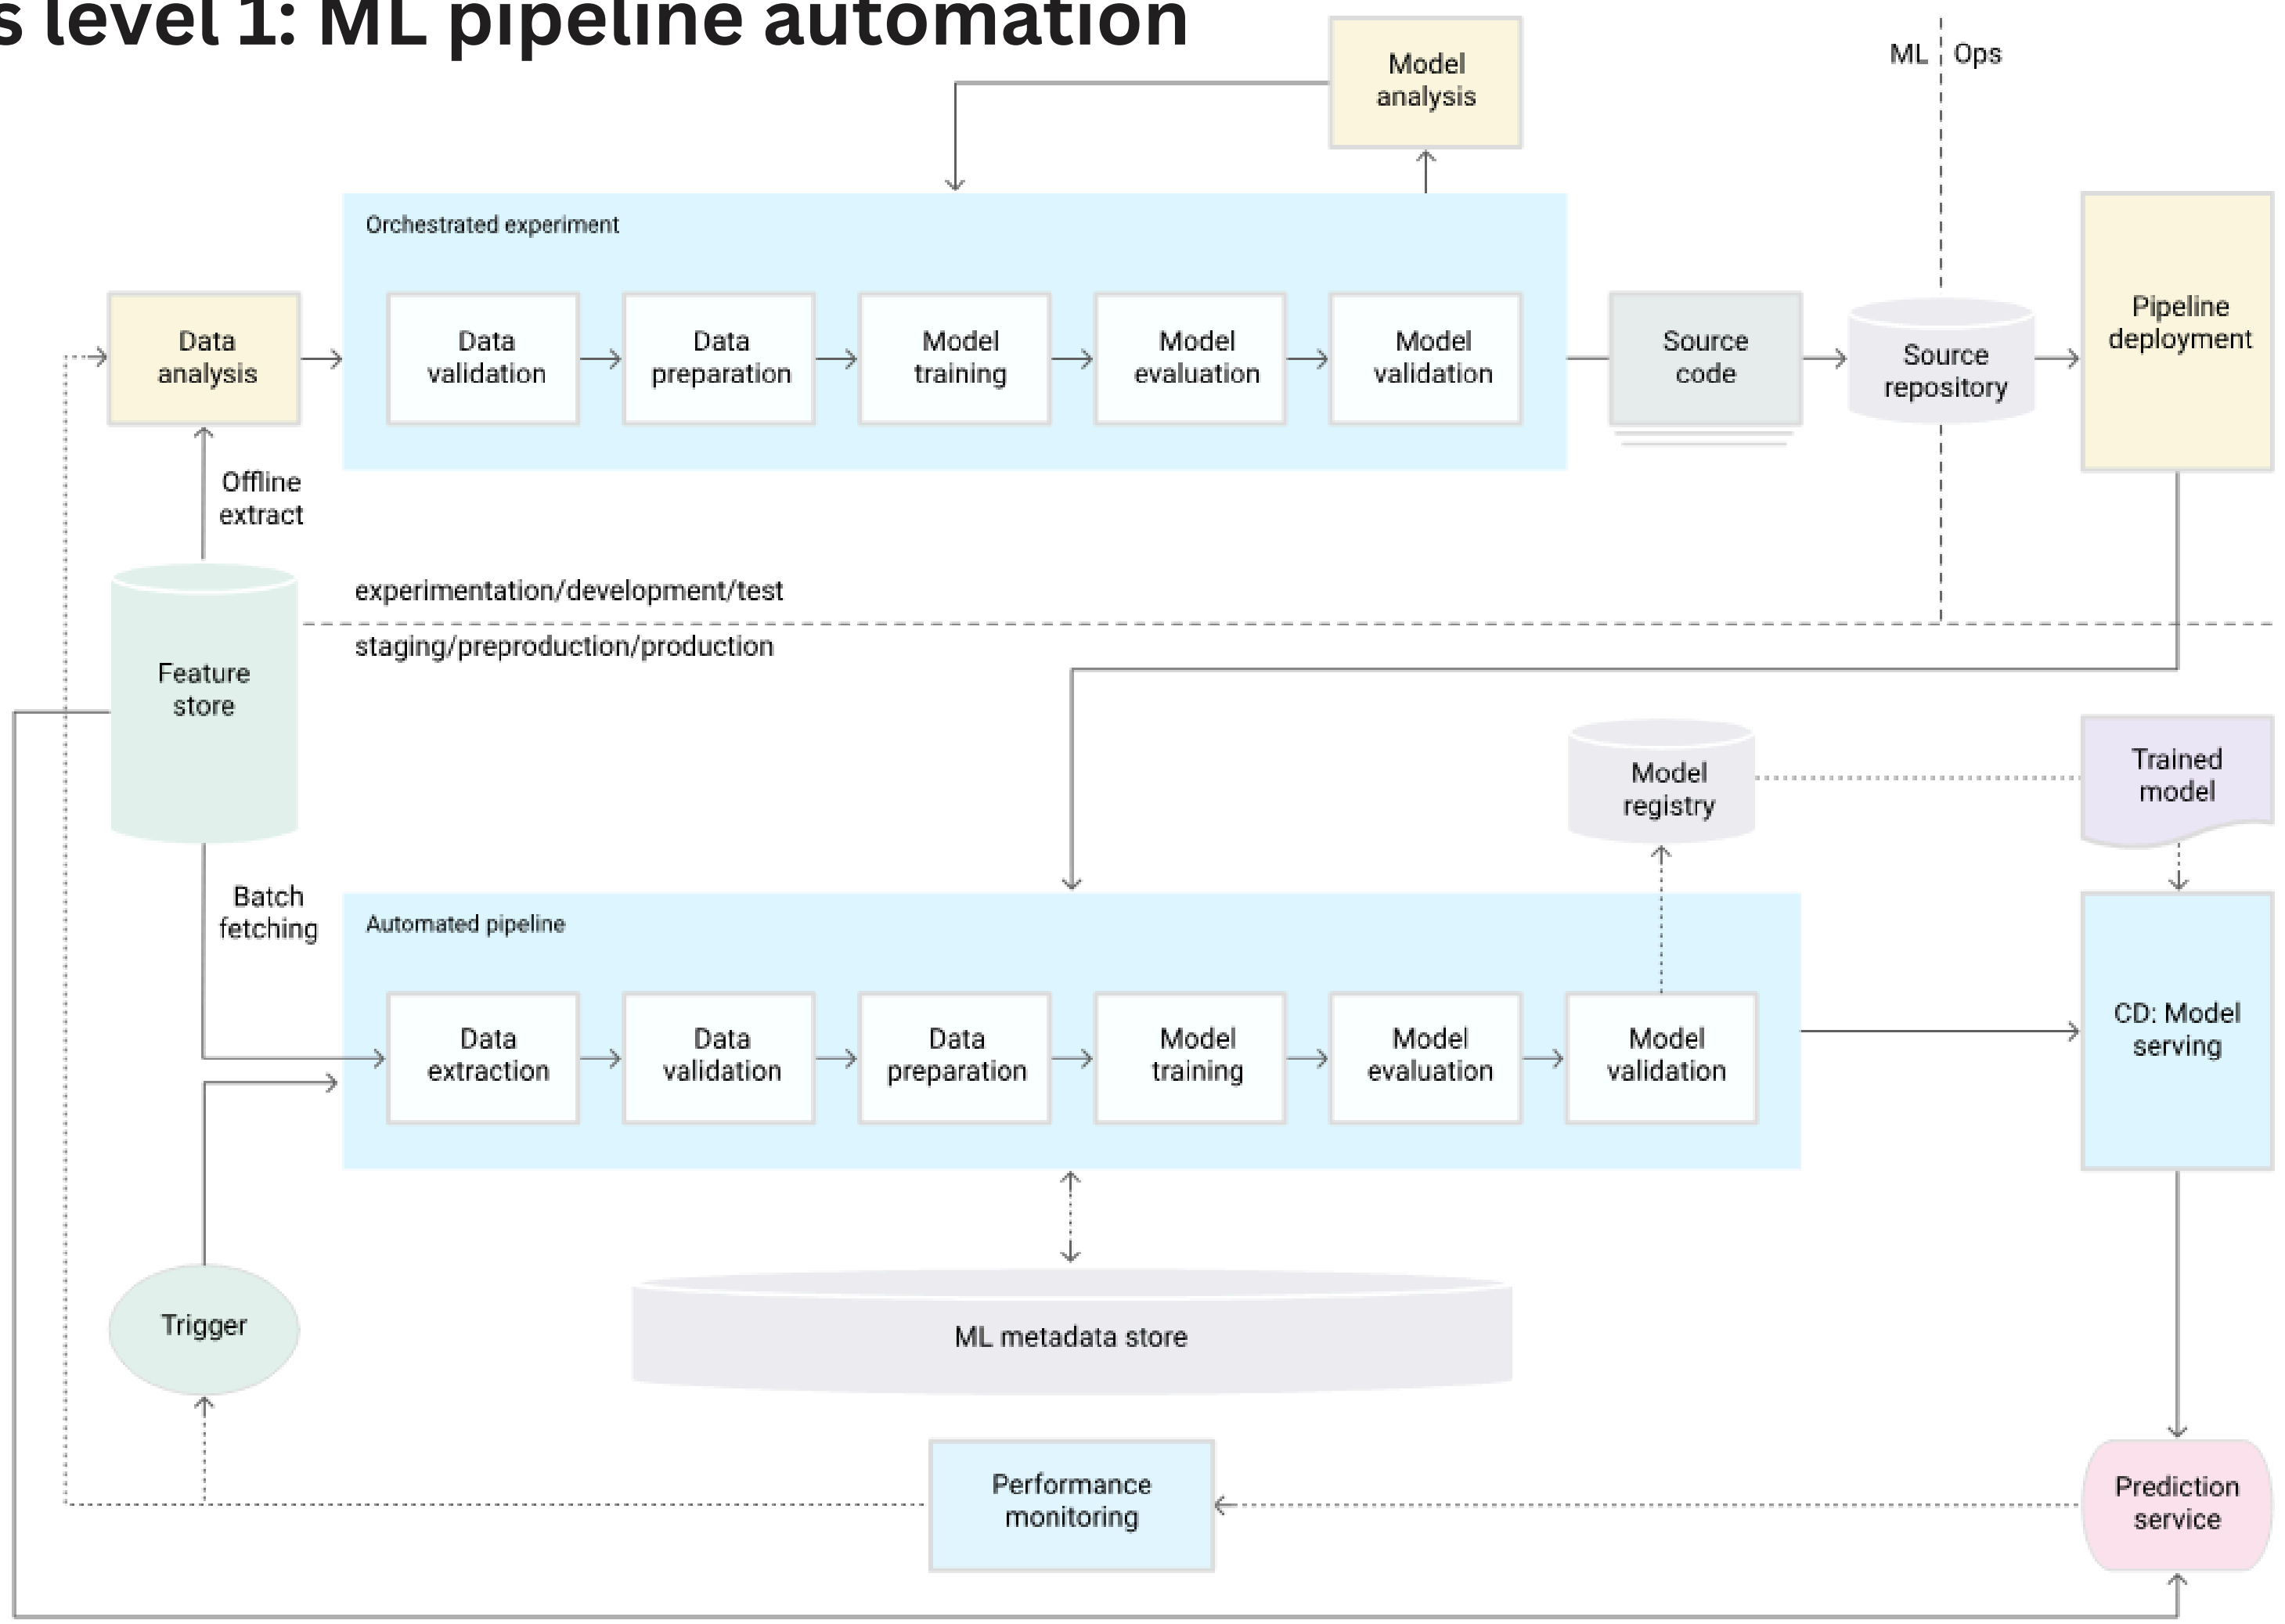 s level 1: ML pipeline automation
Model
analysis
ML
Ops
Orchestrated experiment
Data
analysis
Data
validation
Data
preparation
Model
training
Model
evaluation
Model
validation
Source
code
Source
repository
Pipeline
deployment
Offline
extract
experimentation/development/test
staging/preproduction/production
Feature
store
Model
registry
Trained
model
Batch
fetching
Automated pipeline
Data
extraction
Data
validation
Data
preparation
Model
training
Model
evaluation
Model
validation
CD: Model
serving
Trigger
ML metadata store
Performance
monitoring
Prediction
service